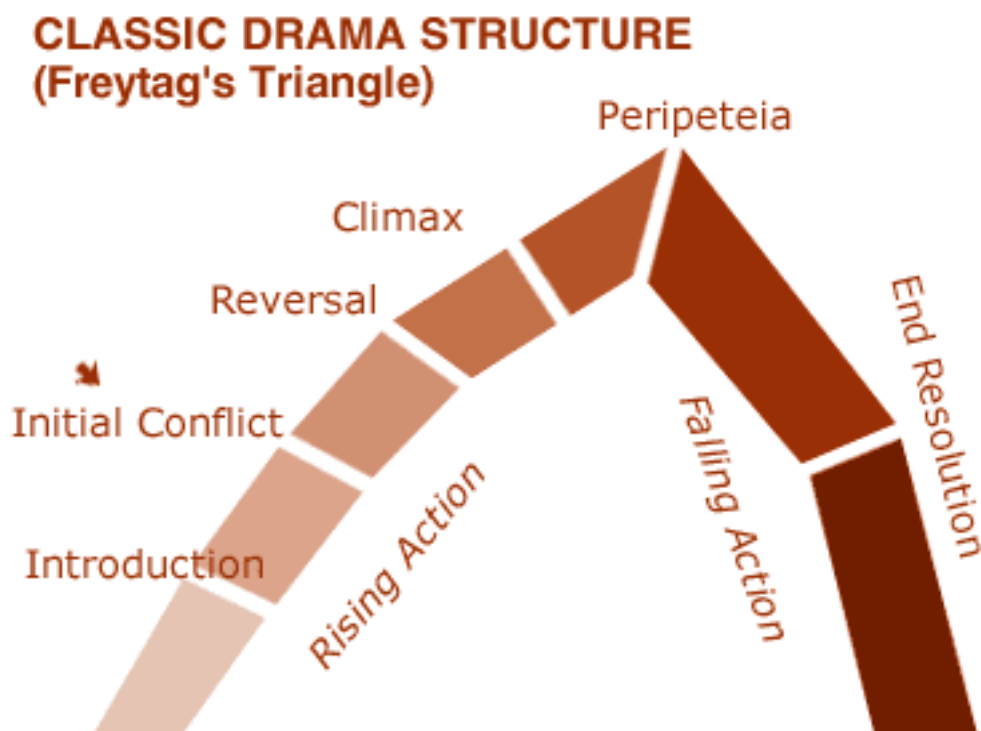 CLASSIC DRAMA STRUCTURE
(Freytag's Triangle)
Peripeteia
Climax
Reversal
Initial Conflict
Introduction
Rising Action
Falling Action
End Resolution